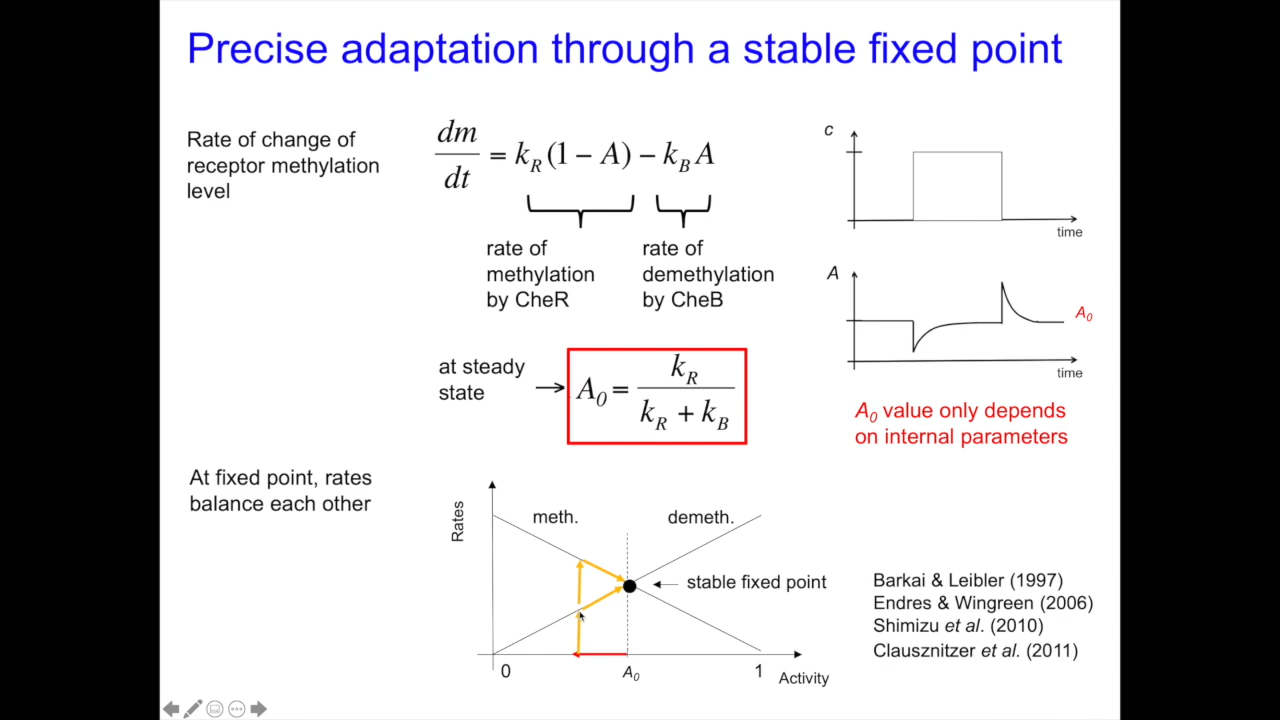 Precise adaptation through a stable fixed point
Rate of change of
receptor methylation
level
dm/dt = k_R (1 − A) − k_B A
rate of
methylation
by CheR
rate of
demethylation
by CheB
c
time
A
A_0
time
at steady
state
A_0 = k_R / (k_R + k_B)
A_0 value only depends
on internal parameters
At fixed point, rates
balance each other
Rates
meth.
demeth.
stable fixed point
0
A_0
1
Activity
Barkai & Leibler (1997)
Endres & Wingreen (2006)
Shimizu et al. (2010)
Clausznitzer et al. (2011)